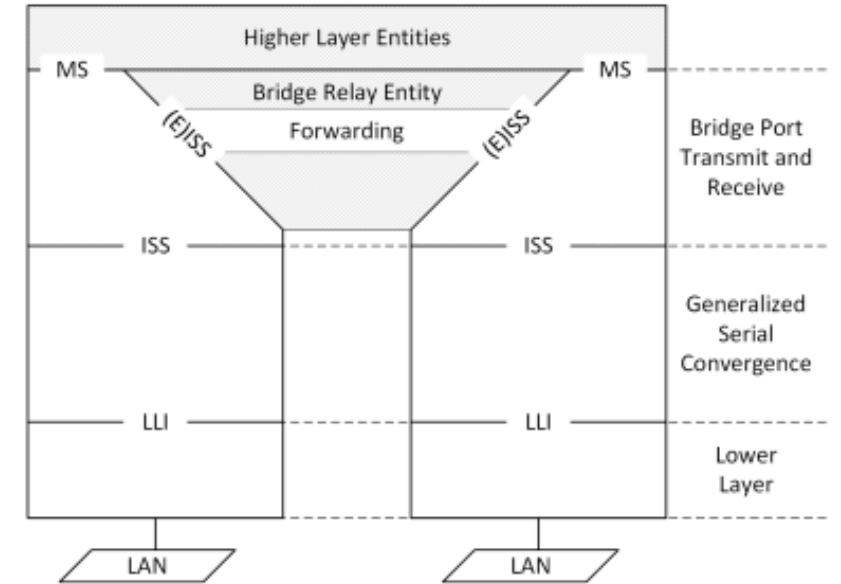 Higher Layer Entities
MS
MS
Bridge Relay Entity
(E)ISS
Forwarding
(E)ISS
Bridge Port
Transmit and
Receive
ISS
ISS
Generalized
Serial
Convergence
LLI
LLI
Lower
Layer
LAN
LAN